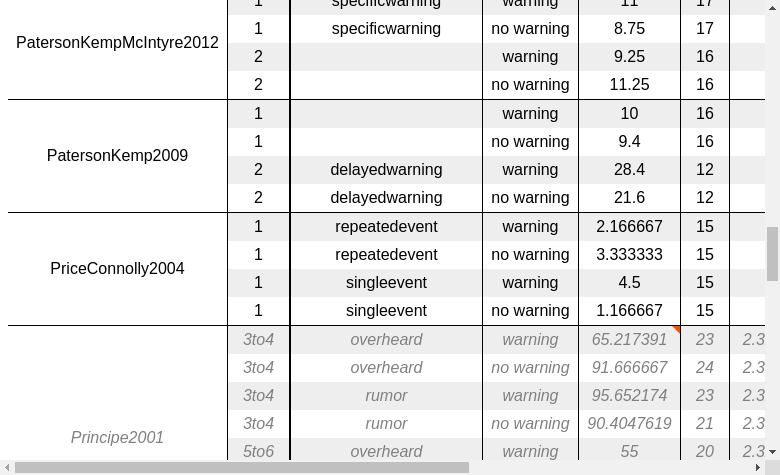 1 specificwarning warning 11 17
1 specificwarning no warning 8.75 17
PatersonKempMcIntyre2012
2 warning 9.25 16
2 no warning 11.25 16
1 warning 10 16
1 no warning 9.4 16
PatersonKemp2009
2 delayedwarning warning 28.4 12
2 delayedwarning no warning 21.6 12
1 repeatedevent warning 2.166667 15
1 repeatedevent no warning 3.333333 15
PriceConnolly2004
1 singleevent warning 4.5 15
1 singleevent no warning 1.166667 15
3to4 overheard warning 65.217391 23 2.3
3to4 overheard no warning 91.666667 24 2.3
3to4 rumor warning 95.652174 23 2.3
3to4 rumor no warning 90.4047619 21 2.3
Principe2001
5to6 overheard warning 55 20 2.3